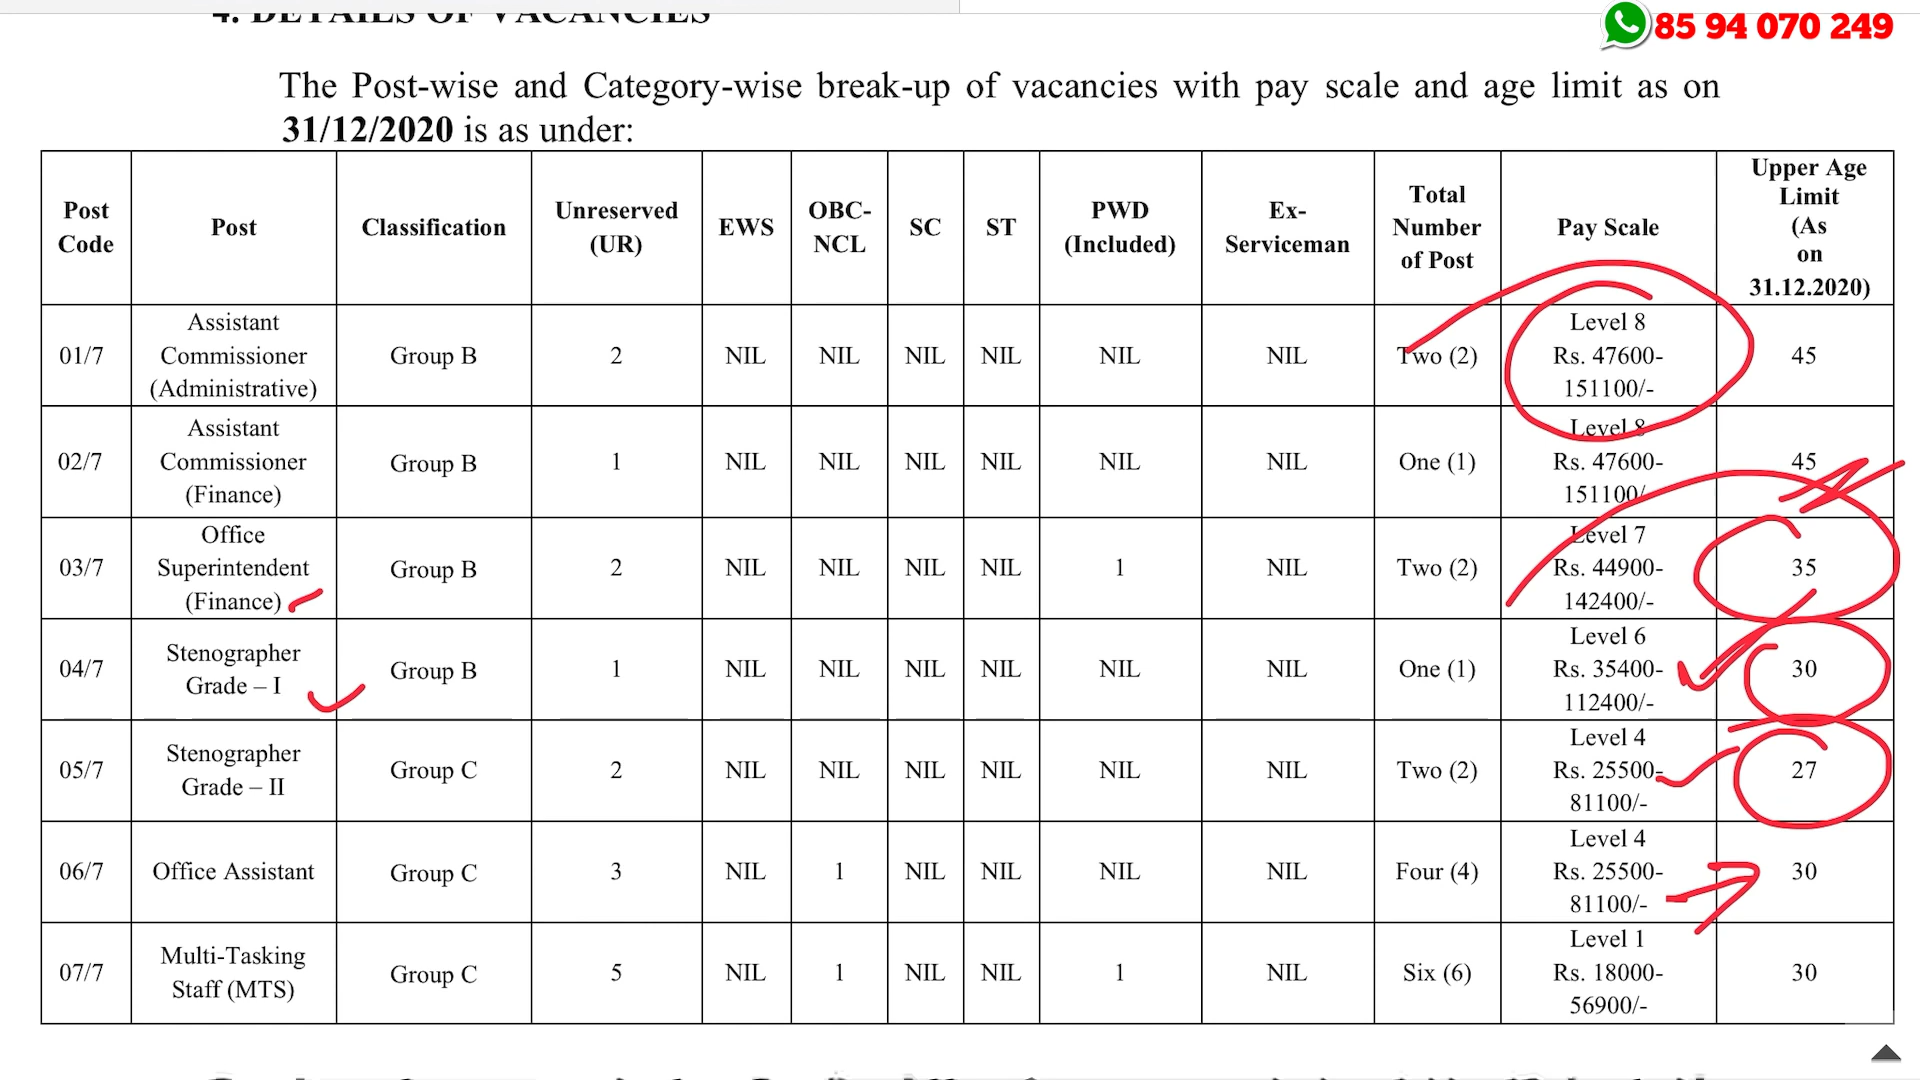 4. DETAILS OF VACANCIES
85 94 070 249
The Post-wise and Category-wise break-up of vacancies with pay scale and age limit as on
31/12/2020 is as under:
Post Code | Post | Classification | Unreserved (UR) | EWS | OBC-NCL | SC | ST | PWD (Included) | Ex-Serviceman | Total Number of Post | Pay Scale | Upper Age Limit (As on 31.12.2020)
01/7 | Assistant Commissioner (Administrative) | Group B | 2 | NIL | NIL | NIL | NIL | NIL | NIL | Two (2) | Level 8 Rs. 47600-151100/- | 45
02/7 | Assistant Commissioner (Finance) | Group B | 1 | NIL | NIL | NIL | NIL | NIL | NIL | One (1) | Level 8 Rs. 47600-151100/- | 45
03/7 | Office Superintendent (Finance) | Group B | 2 | NIL | NIL | NIL | NIL | 1 | NIL | Two (2) | Level 7 Rs. 44900-142400/- | 35
04/7 | Stenographer Grade – I | Group B | 1 | NIL | NIL | NIL | NIL | NIL | NIL | One (1) | Level 6 Rs. 35400-112400/- | 30
05/7 | Stenographer Grade – II | Group C | 2 | NIL | NIL | NIL | NIL | NIL | NIL | Two (2) | Level 4 Rs. 25500-81100/- | 27
06/7 | Office Assistant | Group C | 3 | NIL | 1 | NIL | NIL | NIL | NIL | Four (4) | Level 4 Rs. 25500-81100/- | 30
07/7 | Multi-Tasking Staff (MTS) | Group C | 5 | NIL | 1 | NIL | NIL | 1 | NIL | Six (6) | Level 1 Rs. 18000-56900/- | 30